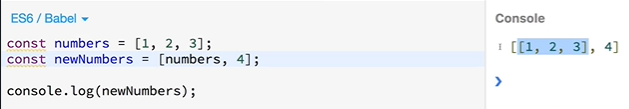 ES6 / Babel
Console
const numbers = [1, 2, 3];
const newNumbers = [numbers, 4];
console.log(newNumbers);
[[1, 2, 3], 4]